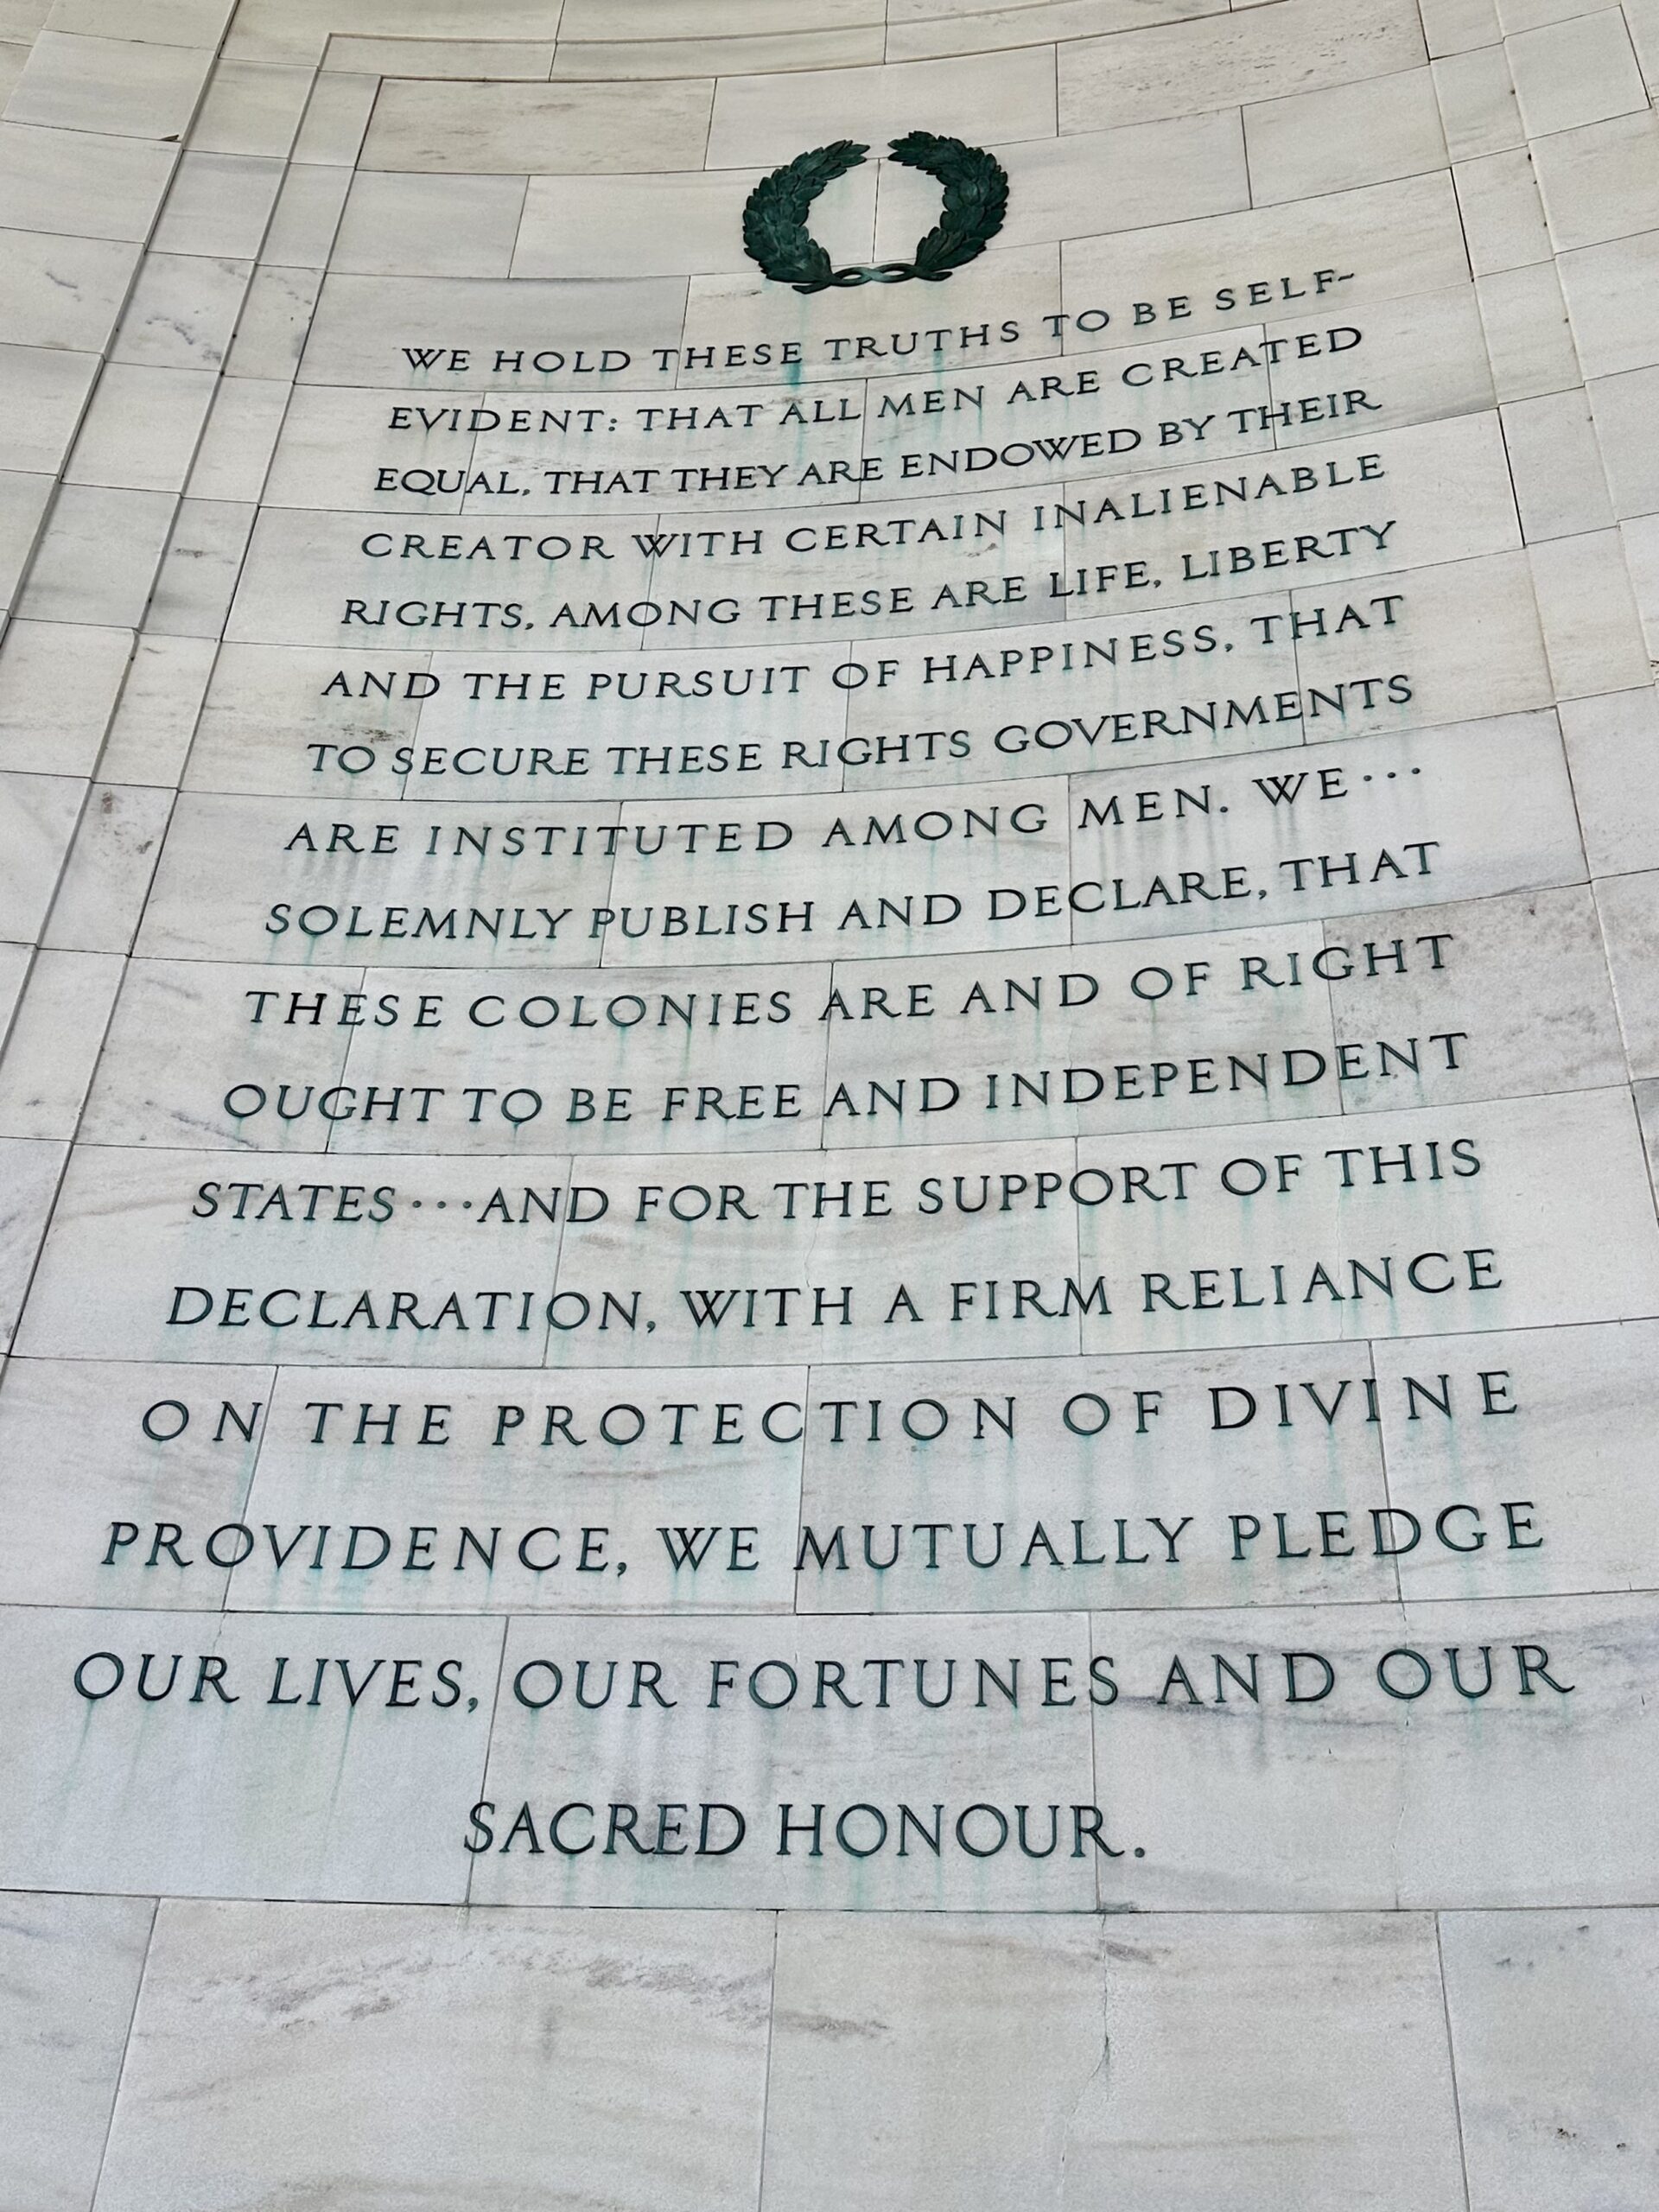 WE HOLD THESE TRUTHS TO BE SELF-
EVIDENT: THAT ALL MEN ARE CREATED
EQUAL, THAT THEY ARE ENDOWED BY THEIR
CREATOR WITH CERTAIN INALIENABLE
RIGHTS, AMONG THESE ARE LIFE, LIBERTY
AND THE PURSUIT OF HAPPINESS, THAT
TO SECURE THESE RIGHTS GOVERNMENTS
ARE INSTITUTED AMONG MEN. WE···
SOLEMNLY PUBLISH AND DECLARE, THAT
THESE COLONIES ARE AND OF RIGHT
OUGHT TO BE FREE AND INDEPENDENT
STATES···AND FOR THE SUPPORT OF THIS
DECLARATION, WITH A FIRM RELIANCE
ON THE PROTECTION OF DIVINE
PROVIDENCE, WE MUTUALLY PLEDGE
OUR LIVES, OUR FORTUNES AND OUR
SACRED HONOUR.